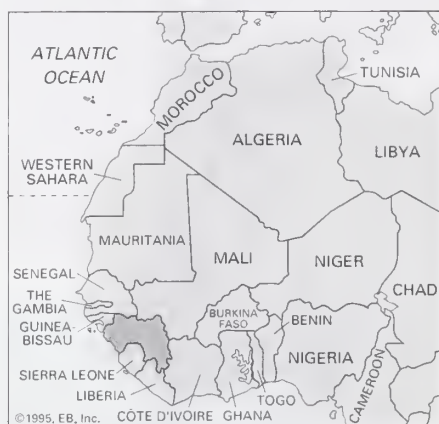 ATLANTIC
OCEAN
TUNISIA
MOROCCO
ALGERIA
LIBYA
WESTERN
SAHARA
MAURITANIA
MALI
NIGER
CHAD
SENEGAL
THE
GAMBIA
GUINEA-
BISSAU
BURKINA
FASO
BENIN
NIGERIA
CAMEROON
SIERRA LEONE
LIBERIA
TOGO
©1995, EB, Inc.
CÔTE D'IVOIRE GHANA